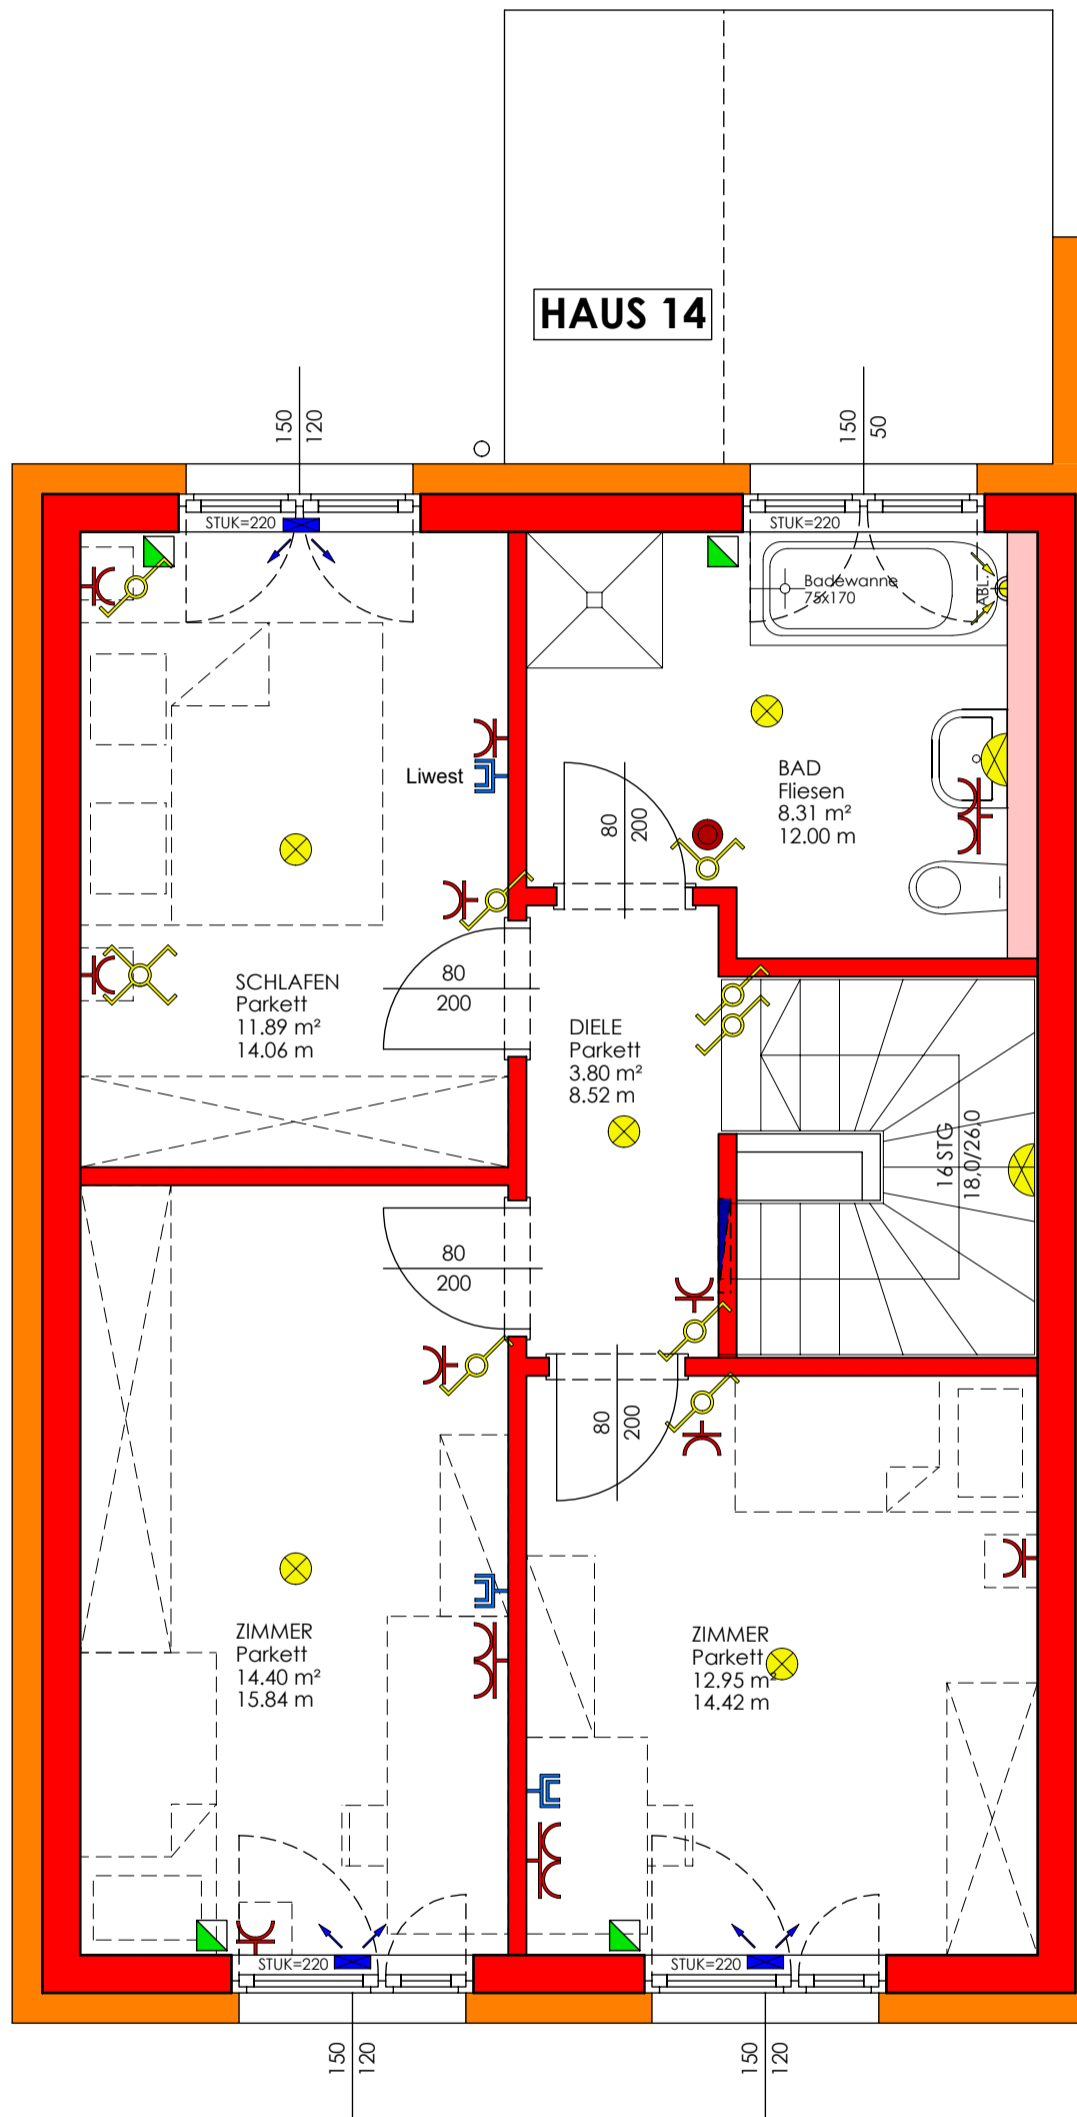 HAUS 14
150
120
150
50
STUK=220
STUK=220
Badewanne
75x170
ABL.
Liwest
BAD
Fliesen
8.31 m²
12.00 m
80
200
SCHLAFEN
Parkett
11.89 m²
14.06 m
80
200
DIELE
Parkett
3.80 m²
8.52 m
16 STG
18,0/26,0
80
200
80
200
ZIMMER
Parkett
14.40 m²
15.84 m
ZIMMER
Parkett
12.95 m²
14.42 m
STUK=220
STUK=220
150
120
150
120